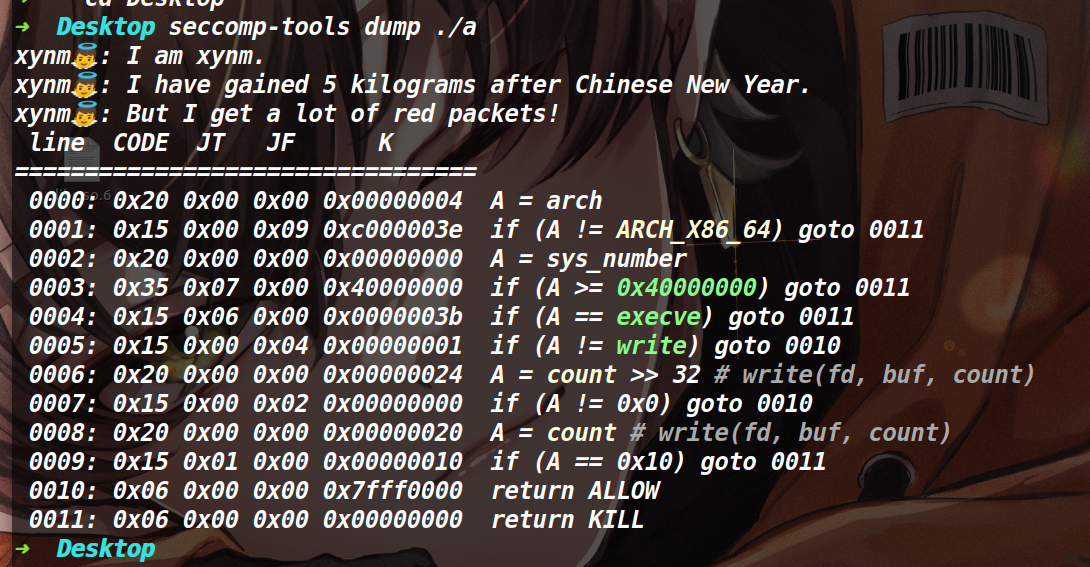 ➜ cd Desktop
➜ Desktop seccomp-tools dump ./a
xynm👼: I am xynm.
xynm👼: I have gained 5 kilograms after Chinese New Year.
xynm👼: But I get a lot of red packets!
line CODE JT JF K
=================================
0000: 0x20 0x00 0x00 0x00000004 A = arch
0001: 0x15 0x00 0x09 0xc000003e if (A != ARCH_X86_64) goto 0011
0002: 0x20 0x00 0x00 0x00000000 A = sys_number
0003: 0x35 0x07 0x00 0x40000000 if (A >= 0x40000000) goto 0011
0004: 0x15 0x06 0x00 0x0000003b if (A == execve) goto 0011
0005: 0x15 0x00 0x04 0x00000001 if (A != write) goto 0010
0006: 0x20 0x00 0x00 0x00000024 A = count >> 32 # write(fd, buf, count)
0007: 0x15 0x00 0x02 0x00000000 if (A != 0x0) goto 0010
0008: 0x20 0x00 0x00 0x00000020 A = count # write(fd, buf, count)
0009: 0x15 0x01 0x00 0x00000010 if (A == 0x10) goto 0011
0010: 0x06 0x00 0x00 0x7fff0000 return ALLOW
0011: 0x06 0x00 0x00 0x00000000 return KILL
➜ Desktop